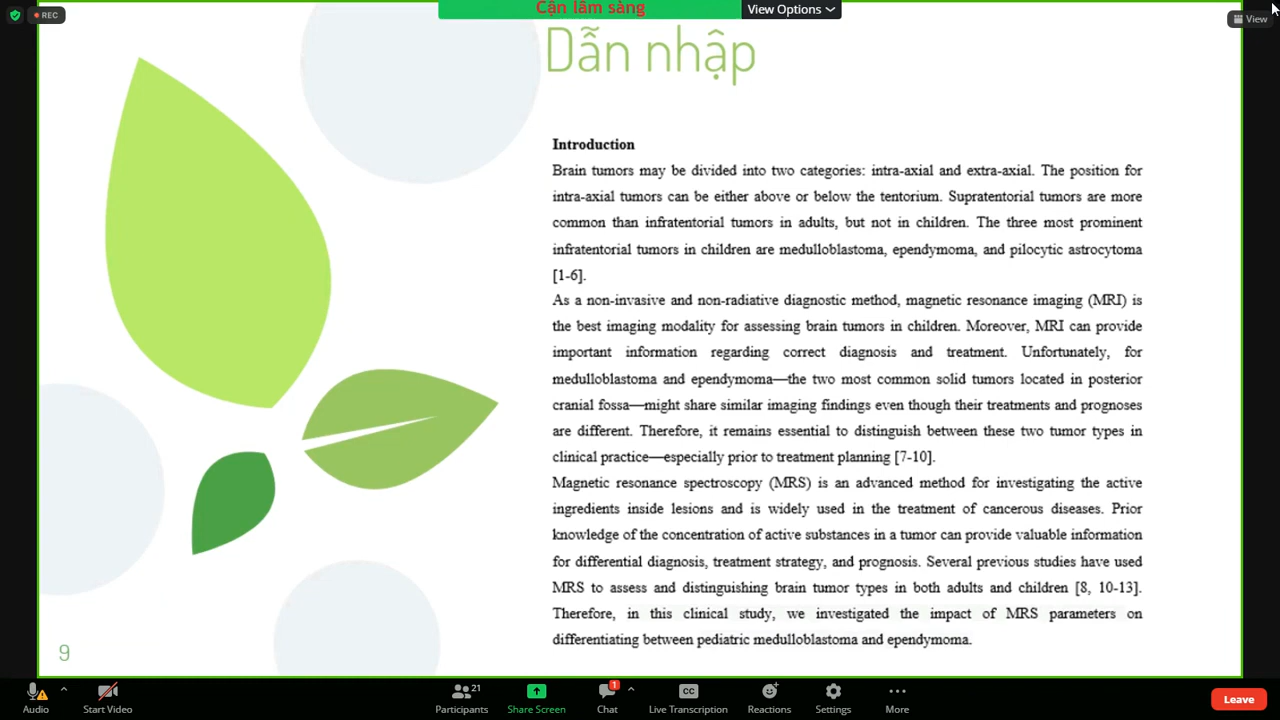 Cận lâm sàng
View Options
REC
View
Dẫn nhập
Introduction
Brain tumors may be divided into two categories: intra-axial and extra-axial. The position for
intra-axial tumors can be either above or below the tentorium. Supratentorial tumors are more
common than infratentorial tumors in adults, but not in children. The three most prominent
infratentorial tumors in children are medulloblastoma, ependymoma, and pilocytic astrocytoma
[1-6].
As a non-invasive and non-radiative diagnostic method, magnetic resonance imaging (MRI) is
the best imaging modality for assessing brain tumors in children. Moreover, MRI can provide
important information regarding correct diagnosis and treatment. Unfortunately, for
medulloblastoma and ependymoma—the two most common solid tumors located in posterior
cranial fossa—might share similar imaging findings even though their treatments and prognoses
are different. Therefore, it remains essential to distinguish between these two tumor types in
clinical practice—especially prior to treatment planning [7-10].
Magnetic resonance spectroscopy (MRS) is an advanced method for investigating the active
ingredients inside lesions and is widely used in the treatment of cancerous diseases. Prior
knowledge of the concentration of active substances in a tumor can provide valuable information
for differential diagnosis, treatment strategy, and prognosis. Several previous studies have used
MRS to assess and distinguishing brain tumor types in both adults and children [8, 10-13].
Therefore, in this clinical study, we investigated the impact of MRS parameters on
differentiating between pediatric medulloblastoma and ependymoma.
9
21
1
CC
Audio
Start Video
Participants
Share Screen
Chat
Live Transcription
Reactions
Settings
More
Leave